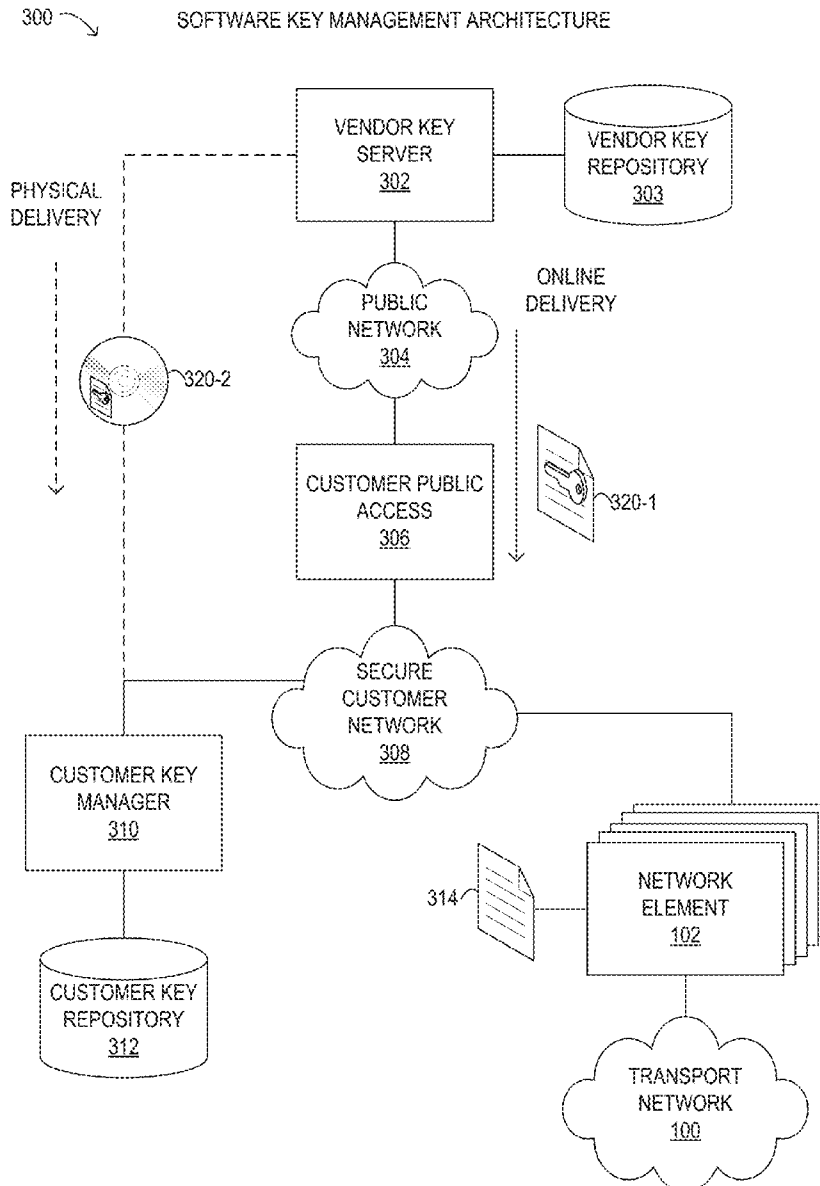 300
SOFTWARE KEY MANAGEMENT ARCHITECTURE
VENDOR KEY
SERVER
302
VENDOR KEY
REPOSITORY
303
PHYSICAL
DELIVERY
PUBLIC
NETWORK
304
ONLINE
DELIVERY
320-2
CUSTOMER PUBLIC
ACCESS
306
320-1
SECURE
CUSTOMER
NETWORK
308
CUSTOMER KEY
MANAGER
310
314
NETWORK
ELEMENT
102
CUSTOMER KEY
REPOSITORY
312
TRANSPORT
NETWORK
100